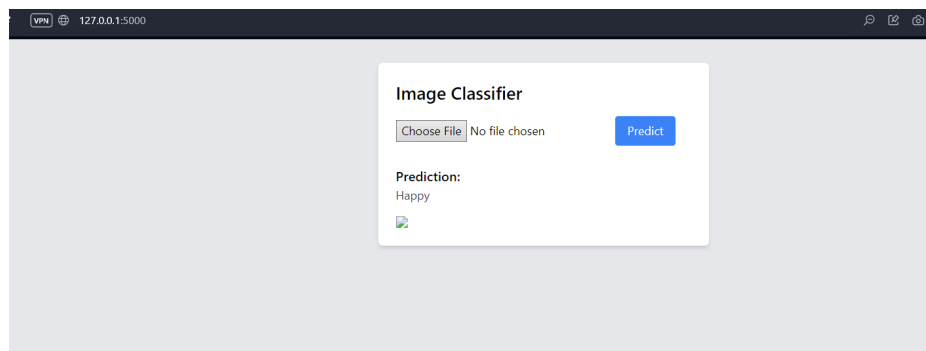 VPN 127.0.0.1:5000
Image Classifier
Choose File No file chosen Predict
Prediction:
Happy